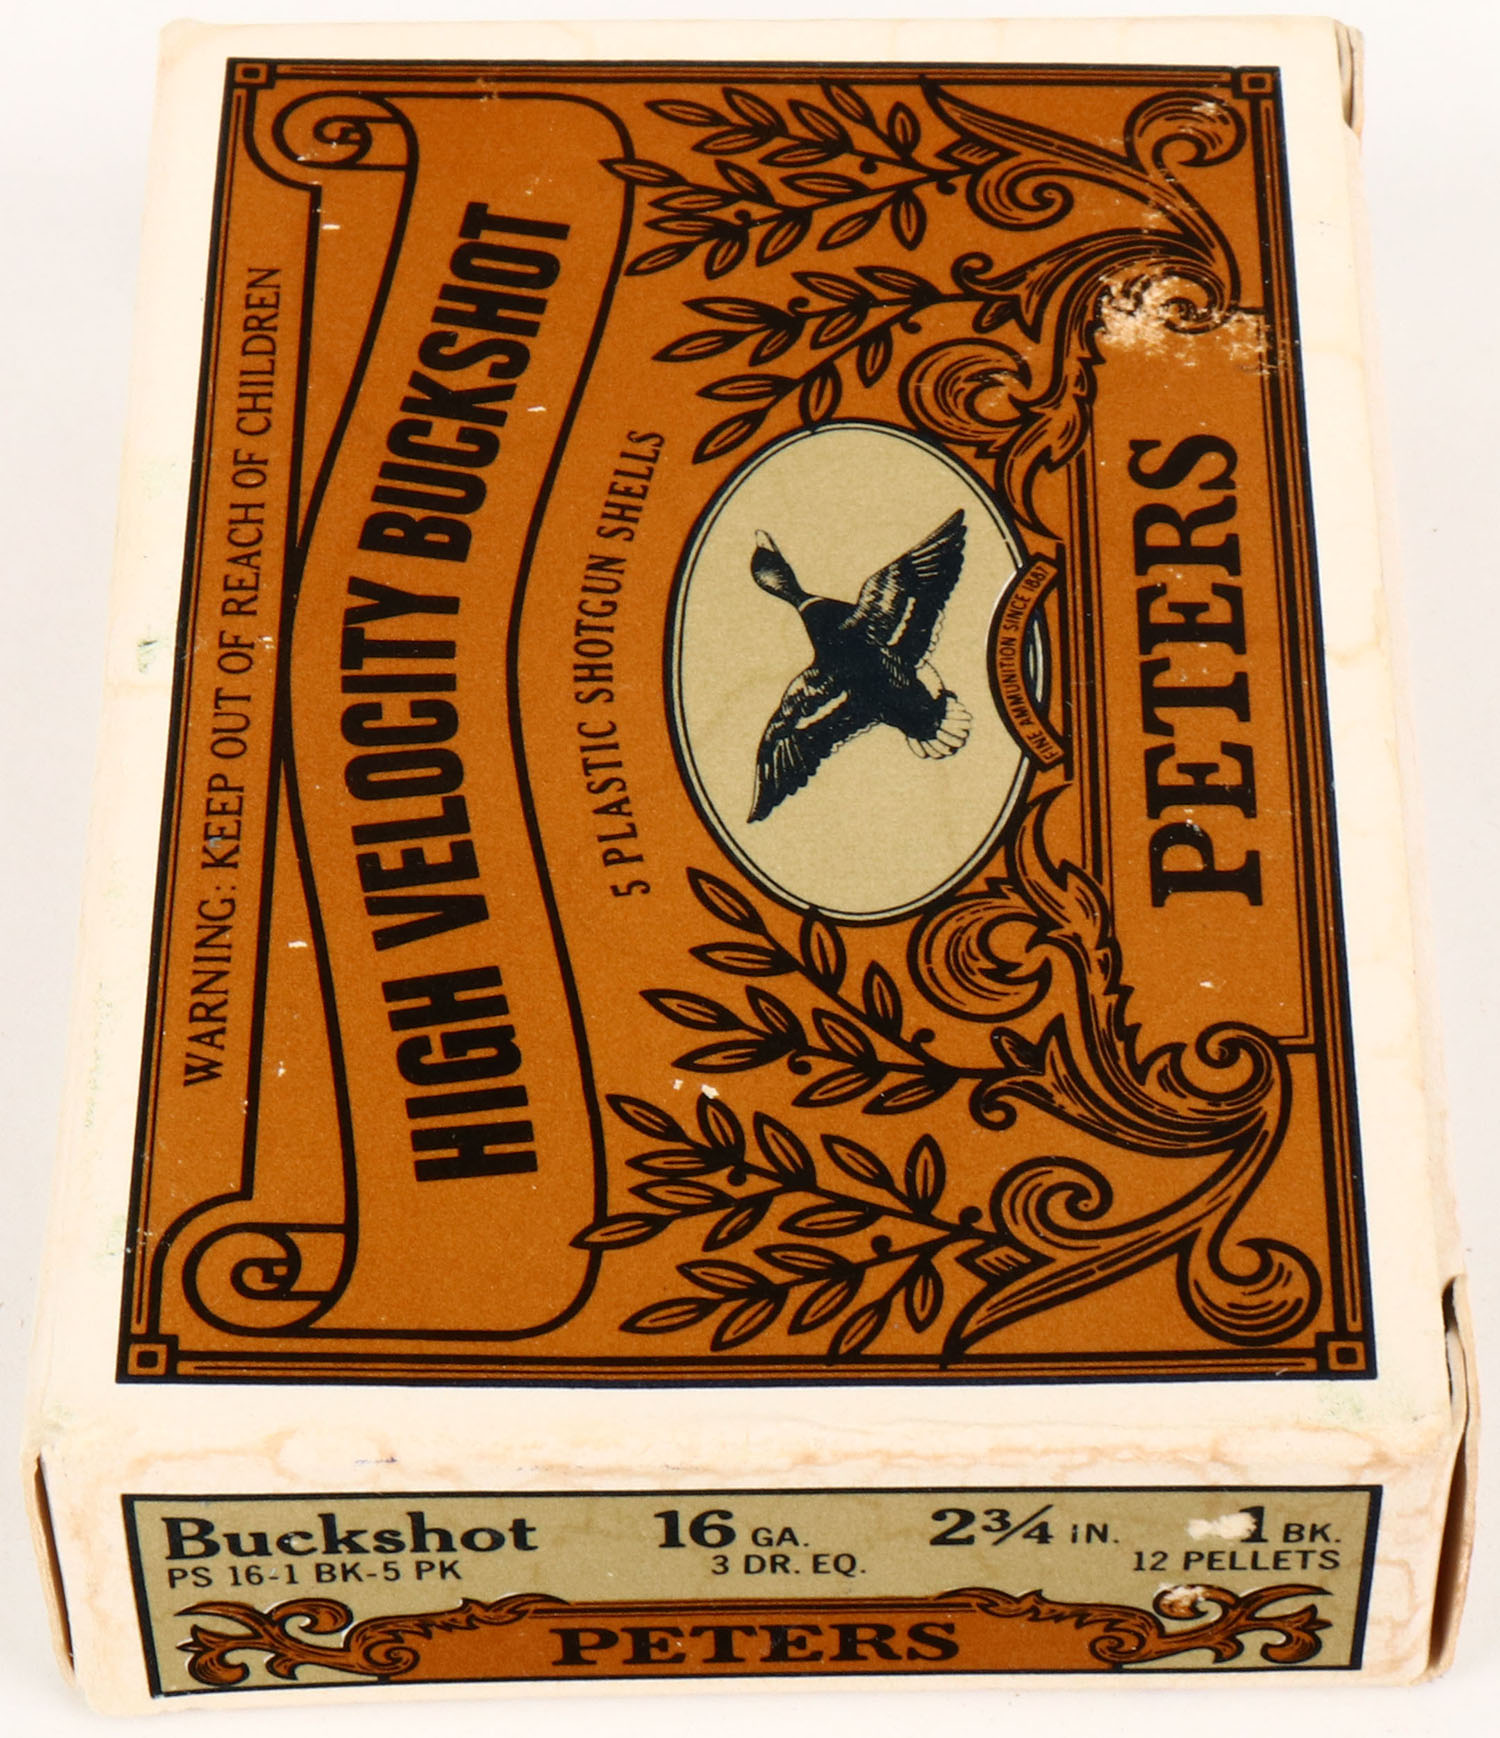 PETERS
FINE AMMUNITION SINCE 1887
5 PLASTIC SHOTGUN SHELLS
HIGH VELOCITY BUCKSHOT
WARNING: KEEP OUT OF REACH OF CHILDREN
Buckshot 16 GA. 2 3/4 IN. 1 BK.
PS 16-1 BK-5 PK 3 DR. EQ. 12 PELLETS
PETERS